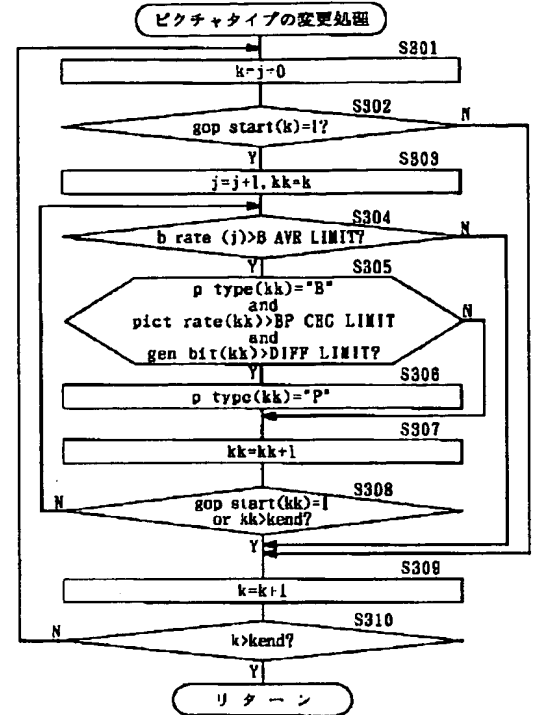 ピクチャタイプの変更処理
S301
k=j=0
S302
gop start(k)=1?
N
Y
S303
j=j+1,kk=k
S304
b rate (j)>B AVR LIMIT?
N
Y
S305
p type(kk)="B"
and
pict rate(kk)>BP CHG LIMIT
and
gen bit(kk)>DIFF LIMIT?
N
Y
S306
p type(kk)="P"
S307
kk=kk+1
S308
gop start(kk)=1
or kk>kend?
N
Y
S309
k=k+1
S310
k>kend?
N
Y
リターン